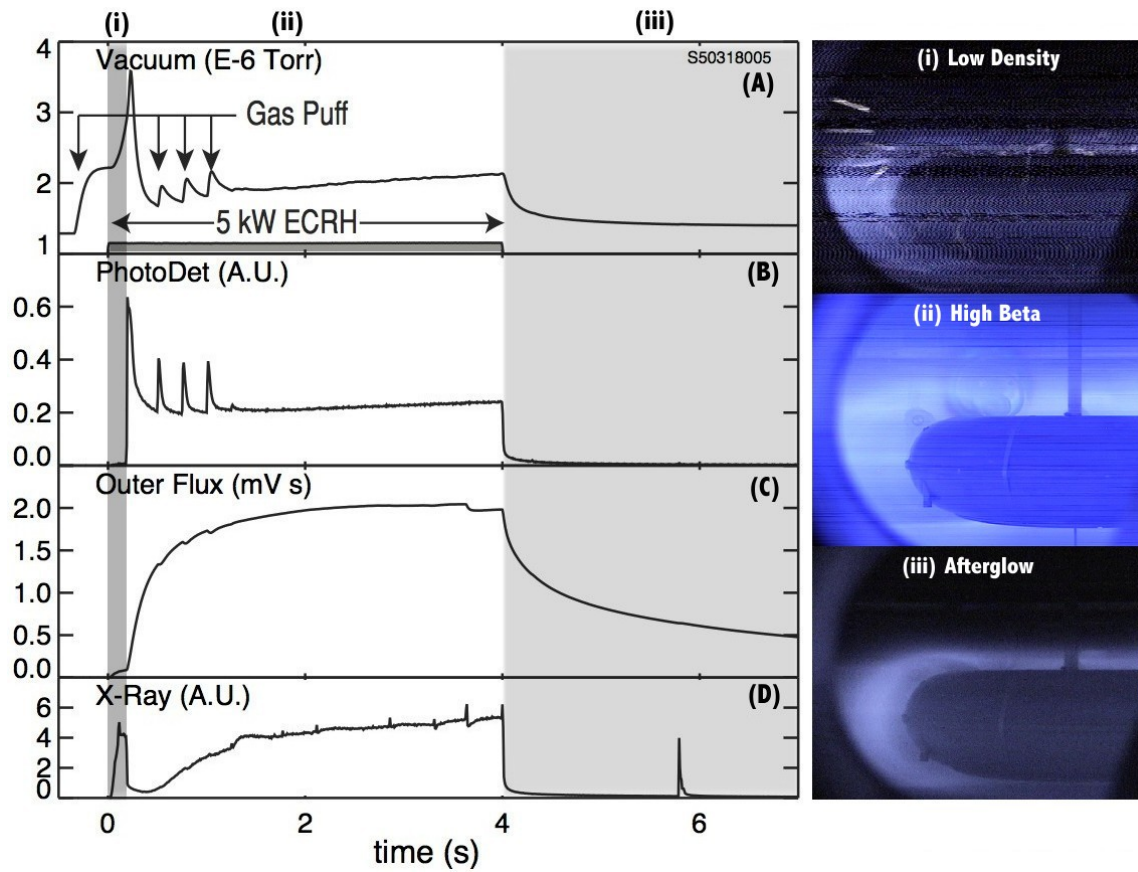 (i) (ii) (iii)
4 Vacuum (E-6 Torr) S50318005
(A)
3 Gas Puff
2
5 kW ECRH
1
PhotoDet (A.U.) (B)
0.6
0.4
0.2
0.0
Outer Flux (mV s) (C)
2.0
1.5
1.0
0.5
0.0
X-Ray (A.U.) (D)
6
4
2
0
0 2 4 6
time (s)
(i) Low Density
(ii) High Beta
(iii) Afterglow